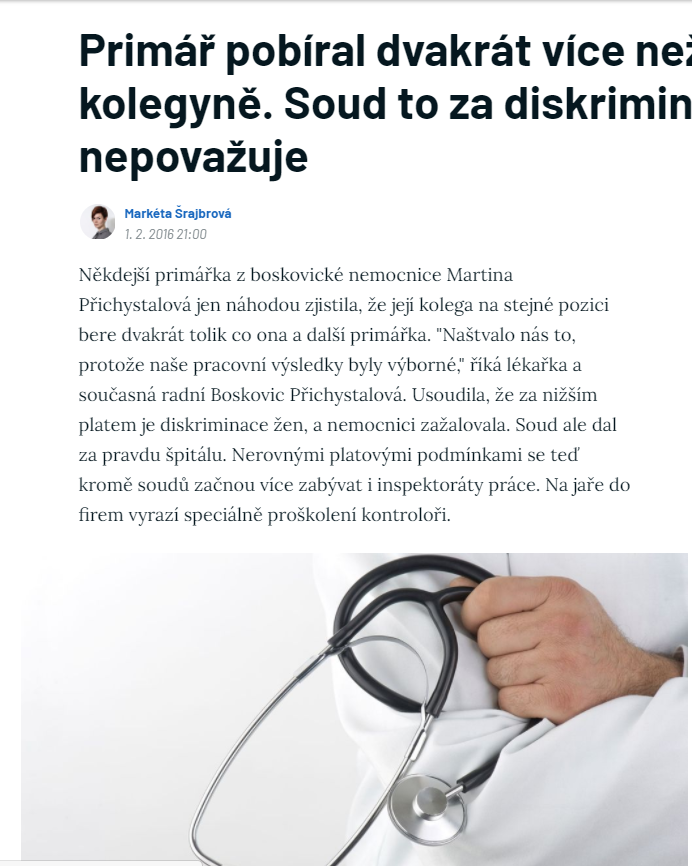 Primář pobíral dvakrát více než
kolegyně. Soud to za diskrimin
nepovažuje
Markéta Šrajbrová
1. 2. 2016 21:00
Někdejší primářka z boskovické nemocnice Martina
Přichystalová jen náhodou zjistila, že její kolega na stejné pozici
bere dvakrát tolik co ona a další primářka. "Naštvalo nás to,
protože naše pracovní výsledky byly výborné," říká lékařka a
současná radní Boskovic Přichystalová. Usoudila, že za nižším
platem je diskriminace žen, a nemocnici zažalovala. Soud ale dal
za pravdu špitálu. Nerovnými platovými podmínkami se teď
kromě soudů začnou více zabývat i inspektoráty práce. Na jaře do
firem vyrazí speciálně proškolení kontroloři.